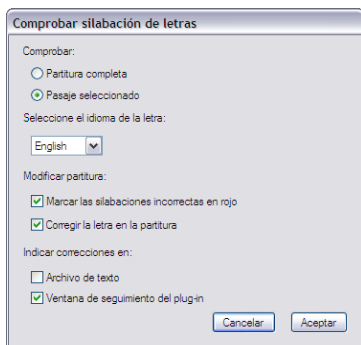 Comprobar silabación de letras
Comprobar:
Partitura completa
Pasaje seleccionado
Seleccione el idioma de la letra:
English
Modificar partitura:
Marcar las silabaciones incorrectas en rojo
Corregir la letra en la partitura
Indicar correcciones en:
Archivo de texto
Ventana de seguimiento del plug-in
Cancelar Aceptar